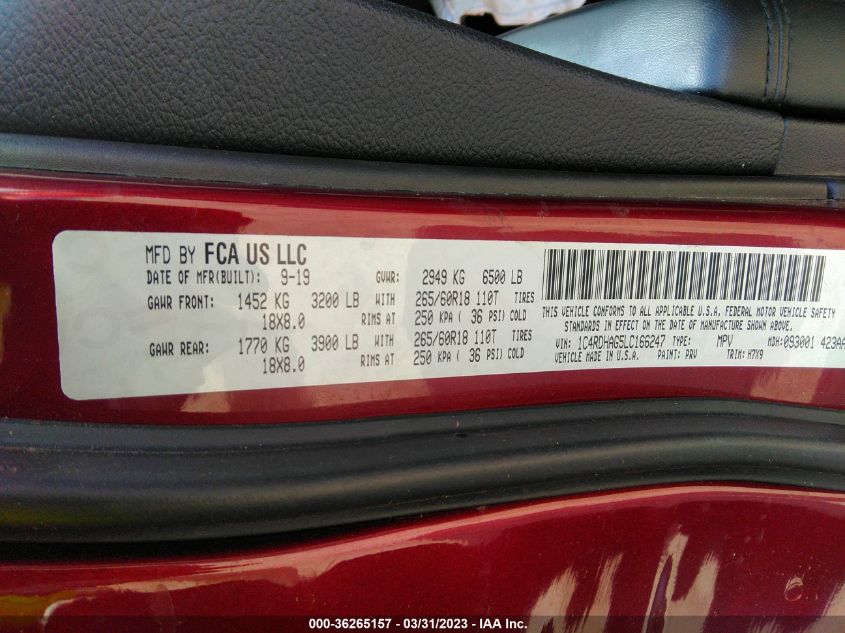 MFD BY FCA US LLC
DATE OF MFR(BUILT): 9-19 GVWR: 2949 KG 6500 LB
GAWR FRONT: 1452 KG 3200 LB WITH 265/60R18 110T TIRES
18X8.0 RIMS AT 250 KPA ( 36 PSI) COLD
GAWR REAR: 1770 KG 3900 LB WITH 265/60R18 110T TIRES
18X8.0 RIMS AT 250 KPA ( 36 PSI) COLD
THIS VEHICLE CONFORMS TO ALL APPLICABLE U.S.A. FEDERAL MOTOR VEHICLE SAFETY
STANDARDS IN EFFECT ON THE DATE OF MANUFACTURE SHOWN ABOVE.
VIN: 1C4RDHAG5LC166247 TYPE: MPV MDH:093001 423AA
VEHICLE MADE IN U.S.A. PAINT: PRV TRIM: H7X9
000-36265157 - 03/31/2023 - IAA Inc.